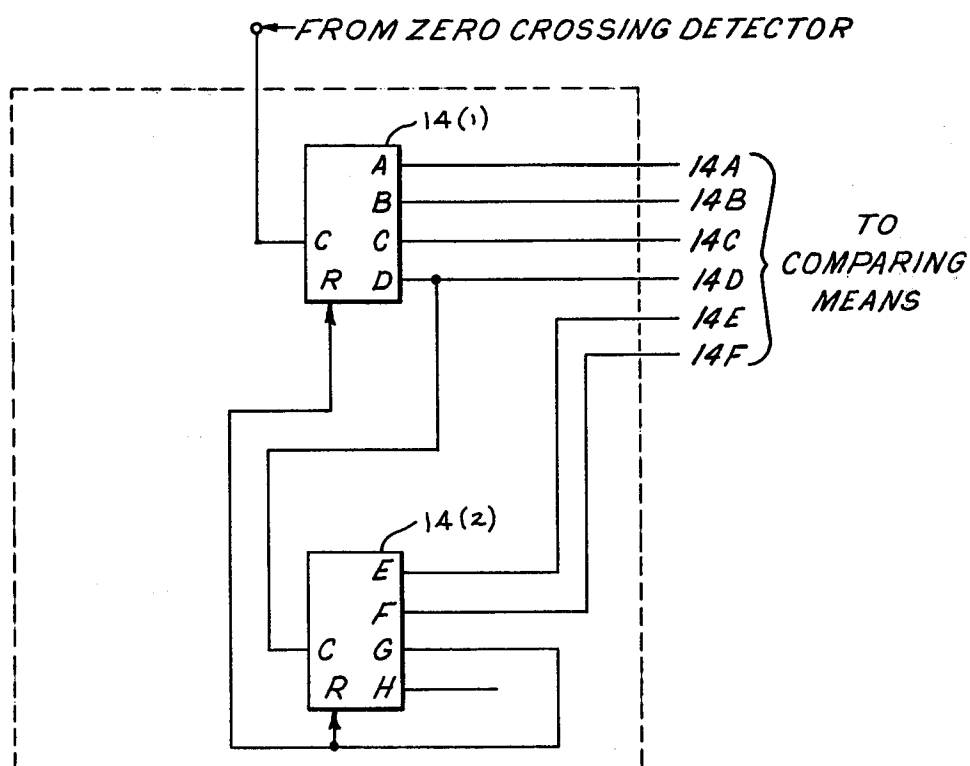 FROM ZERO CROSSING DETECTOR
14(1)
A
B
C C
R D
14A
14B
14C
14D
14E
14F
TO
COMPARING
MEANS
14(2)
E
F
C G
R H